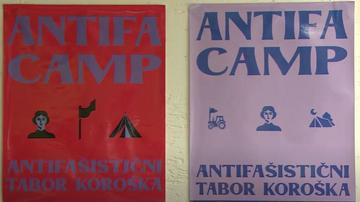 ANTIFA
CAMP
ANTIFAŠISTIČNI
TABOR KOROŠKA
ANTIFA
CAMP
ANTIFAŠISTIČNI
TABOR KOROŠKA